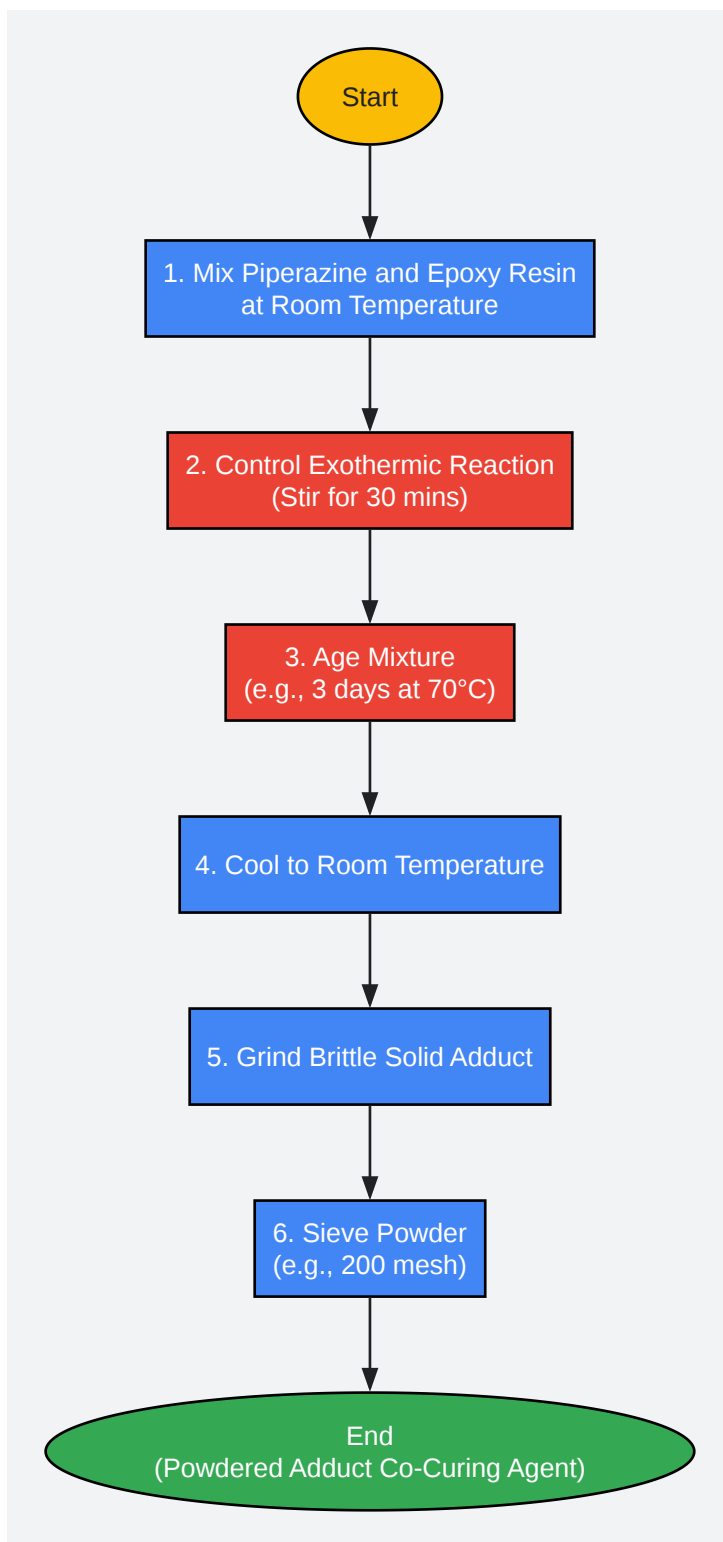 Start
1. Mix Piperazine and Epoxy Resin
at Room Temperature
2. Control Exothermic Reaction
(Stir for 30 mins)
3. Age Mixture
(e.g., 3 days at 70°C)
4. Cool to Room Temperature
5. Grind Brittle Solid Adduct
6. Sieve Powder
(e.g., 200 mesh)
End
(Powdered Adduct Co-Curing Agent)